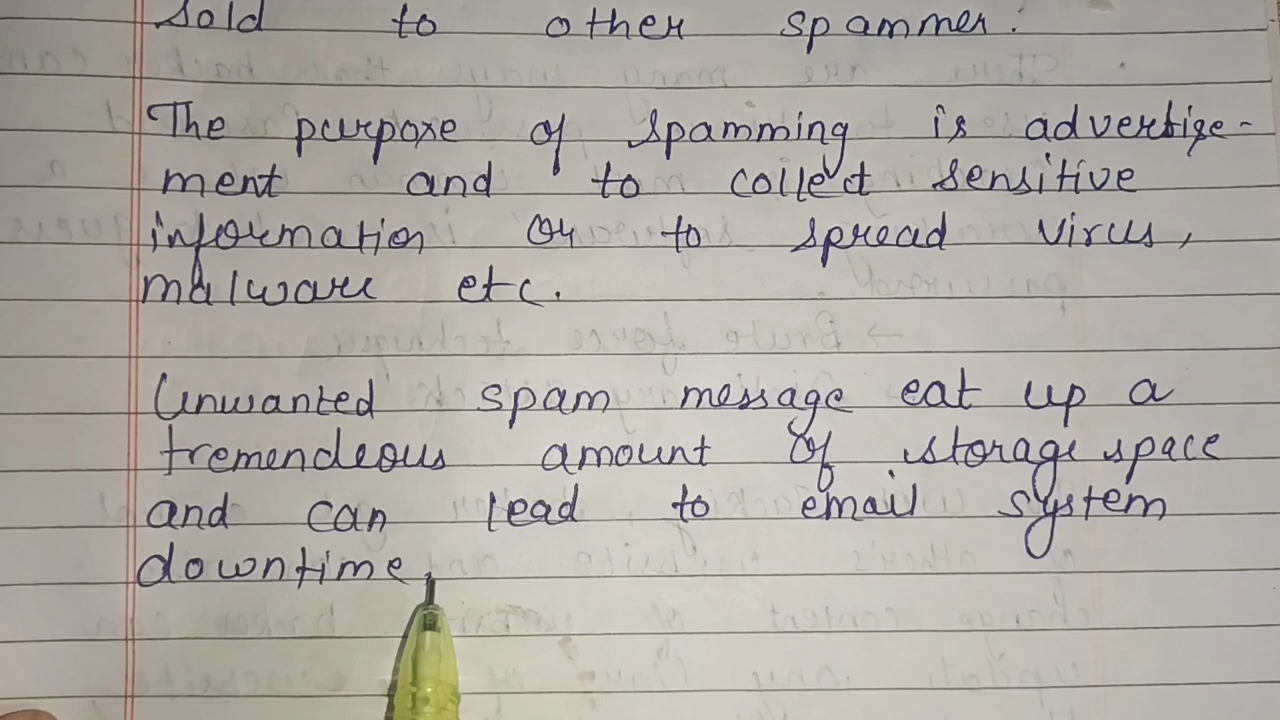 sold to other spammer.
The purpose of spamming is advertize-
ment and to collect sensitive
information or to spread virus,
malware etc.
Unwanted spam message eat up a
tremendeous amount of storage space
and can lead to email system
downtime.